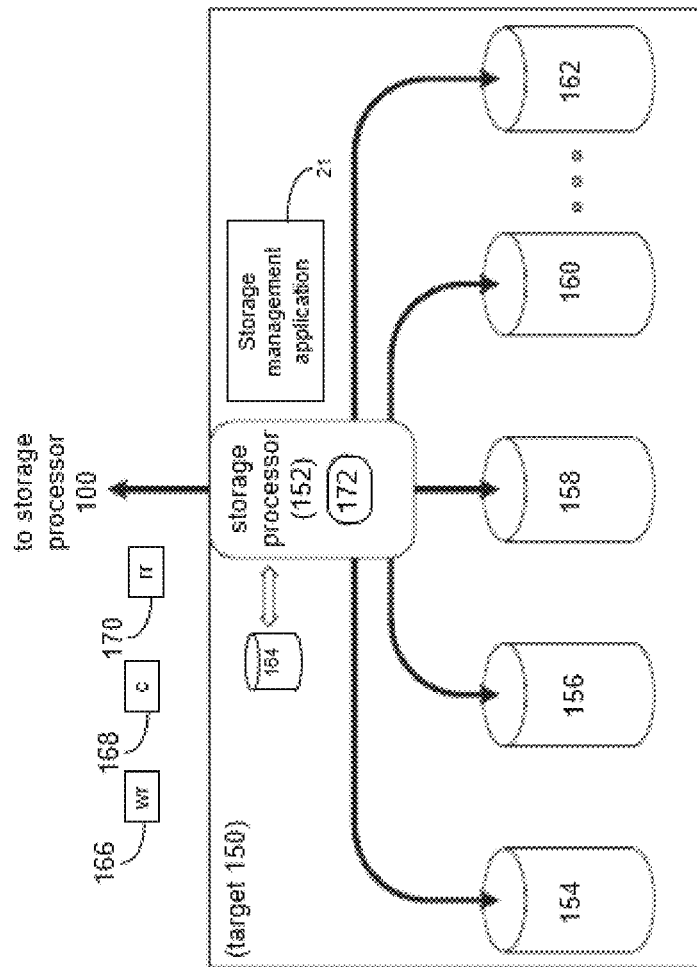 to storage
processor
100
166
wr
168
c
170
rr
(target 150)
164
storage
processor
(152)
172
Storage
management
application
21
154
156
158
160
162